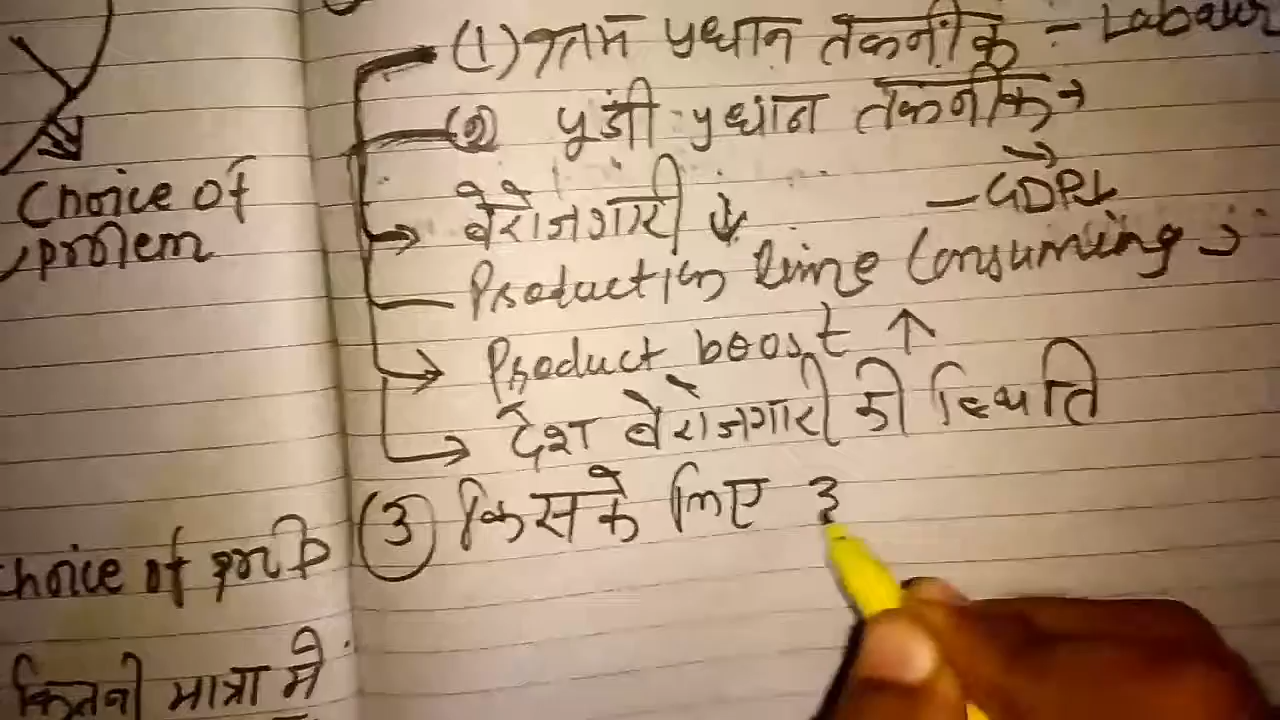 (1) श्रम प्रधान तकनीक - Labour
(2) पूंजी प्रधान तकनीक →
→ बेरोजगारी ↓
- GDP↓
Production time Consuming
→ Product boost ↑
→ देश बेरोजगारी की स्थिति
(3) किसके लिए उ
Choice of
problem
Choice of prob
कितनी मात्रा मे